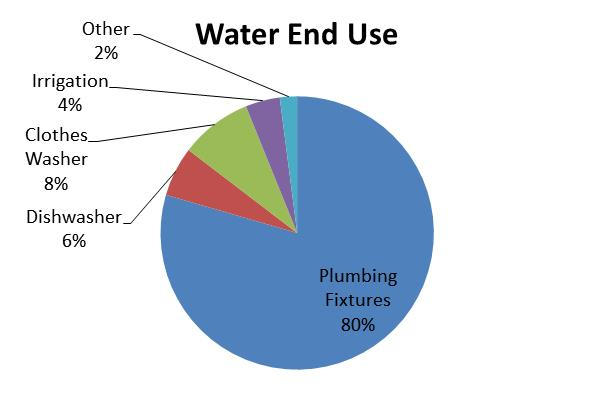 Water End Use
Other
2%
Irrigation
4%
Clothes
Washer
8%
Dishwasher
6%
Plumbing
Fixtures
80%